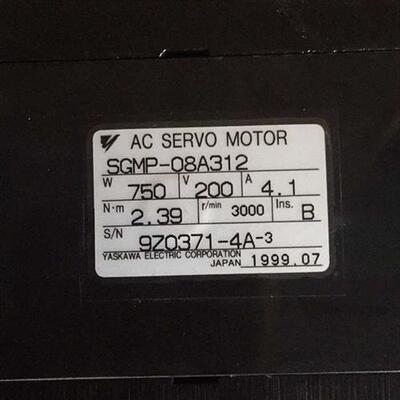 AC SERVO MOTOR
SGMP-08A312
W 750 V 200 A 4.1
N·m 2.39 r/min 3000 Ins. B
S/N 9Z0371-4A-3
YASKAWA ELECTRIC CORPORATION
JAPAN 1999.07